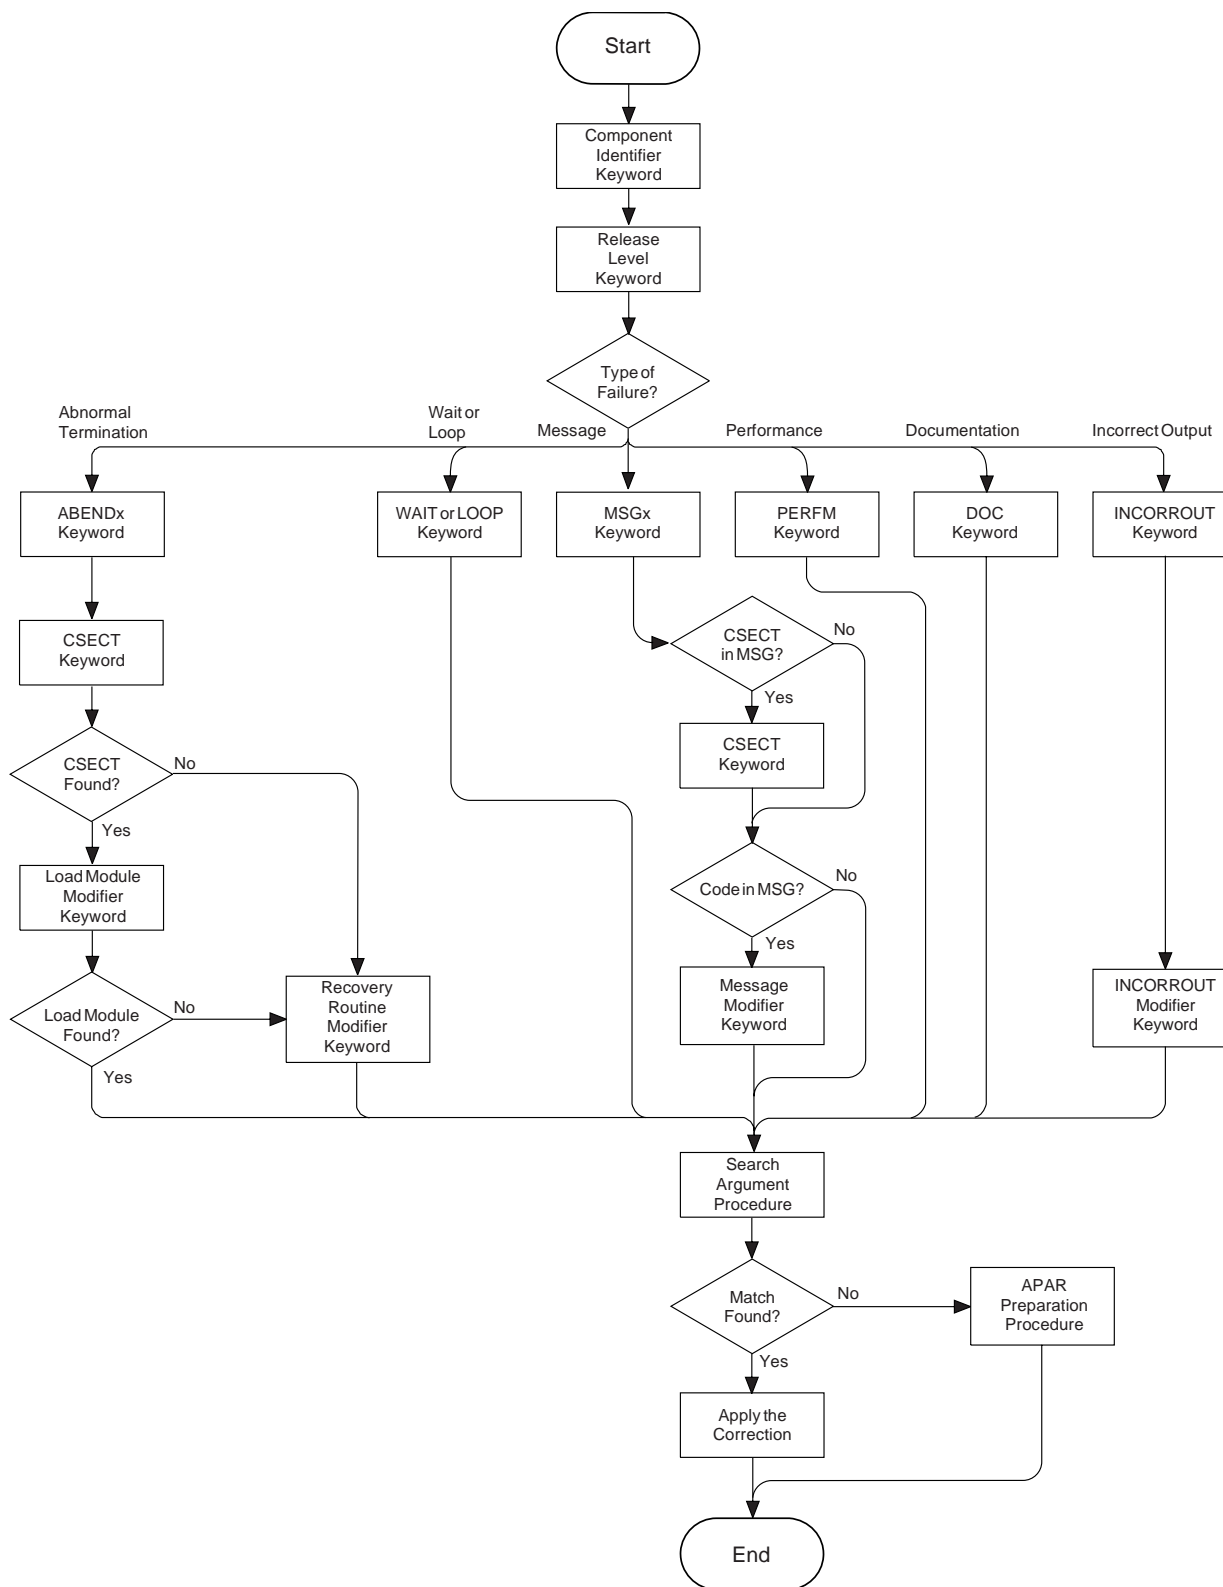 Start
Component
Identifier
Keyword
Release
Level
Keyword
Type of
Failure?
Abnormal
Termination
Wait or
Loop
Message
Performance
Documentation
Incorrect Output
ABENDx
Keyword
WAIT or LOOP
Keyword
MSGx
Keyword
PERFM
Keyword
DOC
Keyword
INCORROUT
Keyword
CSECT
Keyword
CSECT
in MSG?
No
Yes
CSECT
Found?
No
Yes
CSECT
Keyword
Load Module
Modifier
Keyword
Code in MSG?
No
Yes
Load Module
Found?
No
Yes
Recovery
Routine
Modifier
Keyword
Message
Modifier
Keyword
INCORROUT
Modifier
Keyword
Search
Argument
Procedure
Match
Found?
No
Yes
APAR
Preparation
Procedure
Apply the
Correction
End